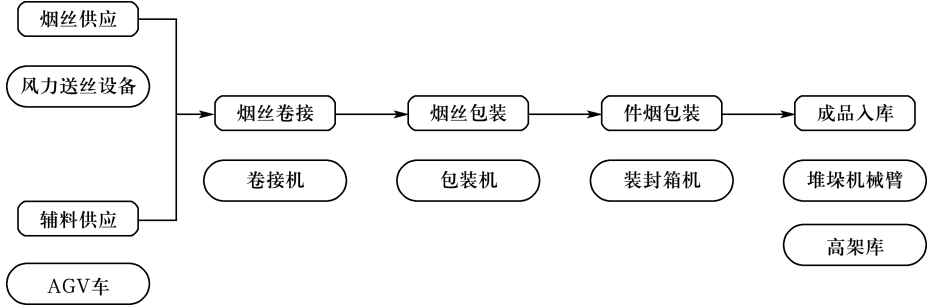 烟丝供应
风力送丝设备
烟丝卷接
烟丝包装
件烟包装
成品入库
卷接机
包装机
装封箱机
堆垛机械臂
辅料供应
高架库
AGV车